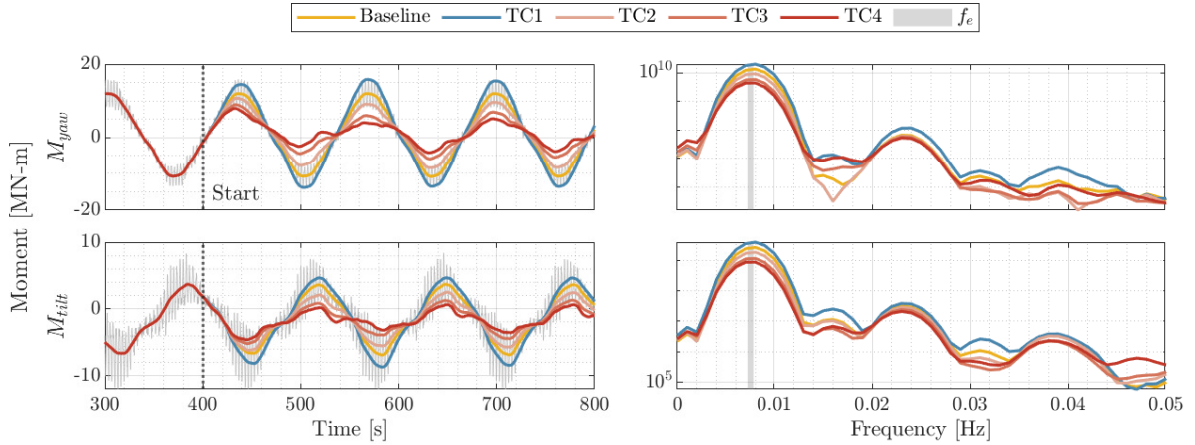 Baseline TC1 TC2 TC3 TC4 f_e
Moment [MN-m]
M_yaw
20
0
-20
Start
10^10
M_tilt
10
0
-10
300 400 500 600 700 800
Time [s]
10^5
0 0.01 0.02 0.03 0.04 0.05
Frequency [Hz]